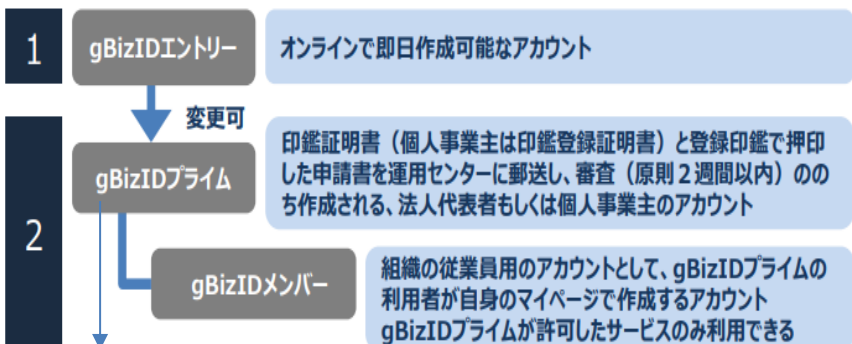 1
gBizIDエントリー
オンラインで即日作成可能なアカウント
変更可
2
gBizIDプライム
印鑑証明書（個人事業主は印鑑登録証明書）と登録印鑑で押印
した申請書を運用センターに郵送し、審査（原則２週間以内）のの
ち作成される、法人代表者もしくは個人事業主のアカウント
gBizIDメンバー
組織の従業員用のアカウントとして、gBizIDプライムの
利用者が自身のマイページで作成するアカウント
gBizIDプライムが許可したサービスのみ利用できる